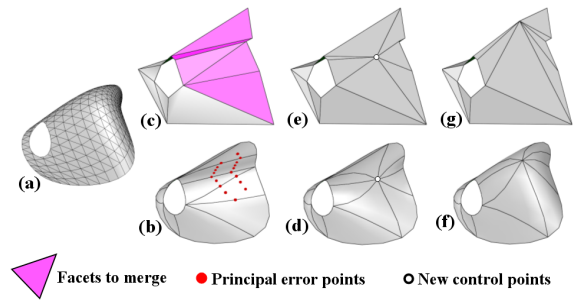 (c) (e) (g)
(a)
(b) (d) (f)
Facets to merge Principal error points New control points